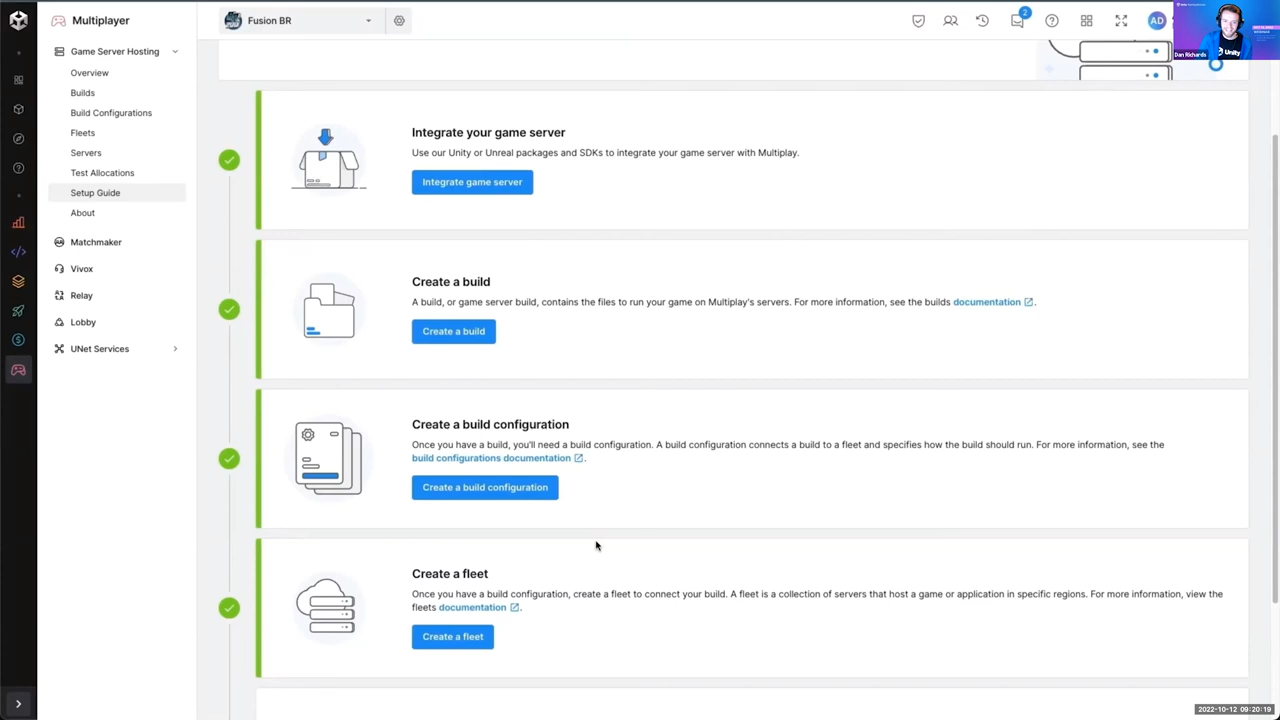 Multiplayer
Fusion BR
2
AD
Dan Richards
Unity
Game Server Hosting
Overview
Builds
Build Configurations
Fleets
Servers
Test Allocations
Setup Guide
About
Matchmaker
Vivox
Relay
Lobby
UNet Services
Integrate your game server
Use our Unity or Unreal packages and SDKs to integrate your game server with Multiplay.
Integrate game server
Create a build
A build, or game server build, contains the files to run your game on Multiplay's servers. For more information, see the builds documentation.
Create a build
Create a build configuration
Once you have a build, you'll need a build configuration. A build configuration connects a build to a fleet and specifies how the build should run. For more information, see the
build configurations documentation.
Create a build configuration
Create a fleet
Once you have a build configuration, create a fleet to connect your build. A fleet is a collection of servers that host a game or application in specific regions. For more information, view the
fleets documentation.
Create a fleet
2022-10-12 09:20:19